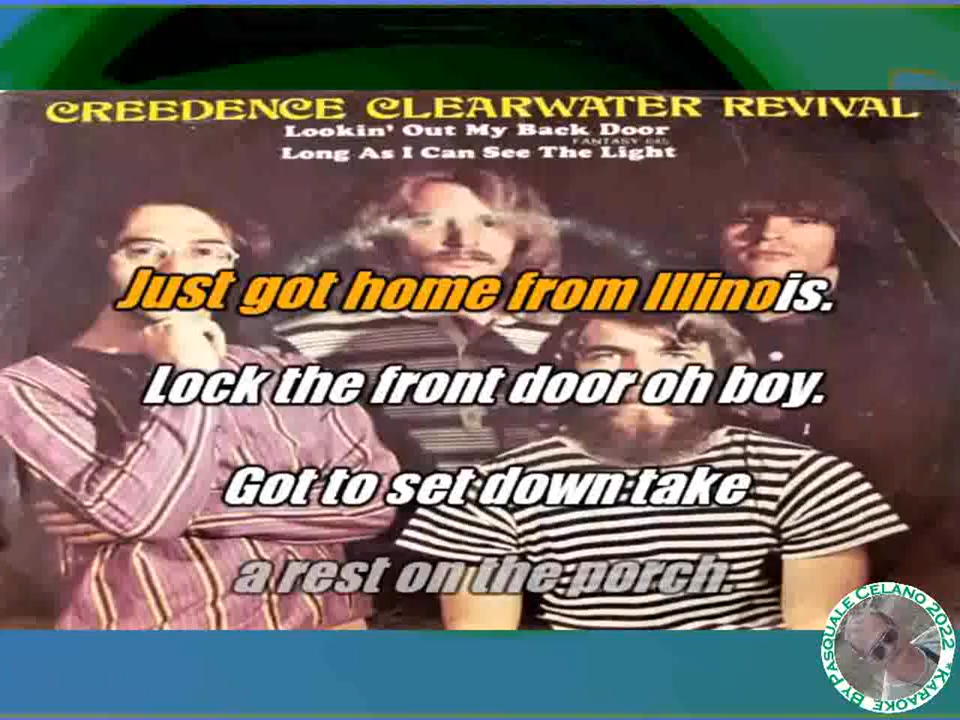 CREEDENCE CLEARWATER REVIVAL
Lookin' Out My Back Door
FANTASY 645
Long As I Can See The Light
Just got home from Illinois.
Lock the front door oh boy.
Got to set down take
a rest on the porch.
BY PASQUALE CELANO 2022 * KARAOKE